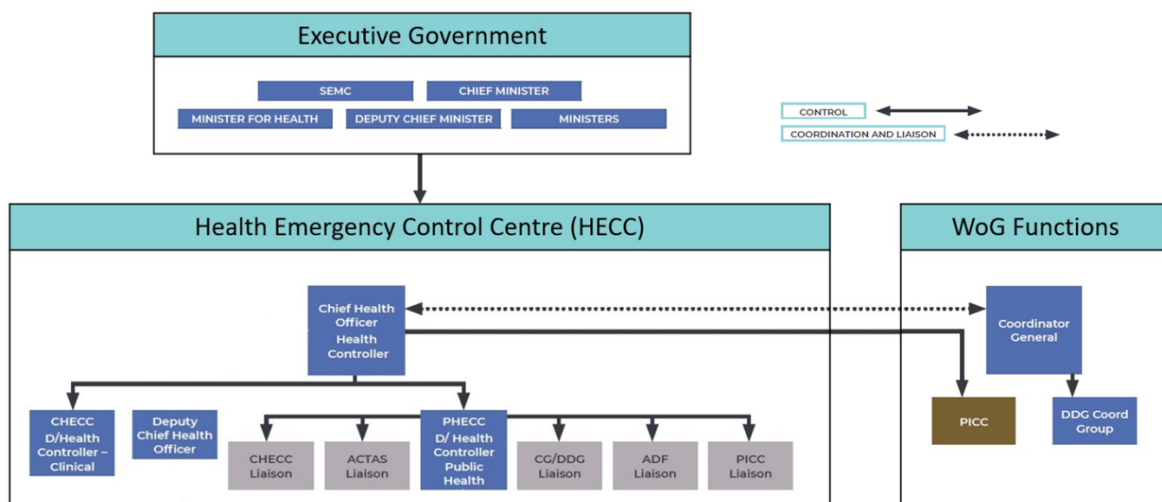 Executive Government
SEMC
CHIEF MINISTER
MINISTER FOR HEALTH
DEPUTY CHIEF MINISTER
MINISTERS
CONTROL
COORDINATION AND LIAISON
Health Emergency Control Centre (HECC)
WoG Functions
Chief Health
Officer
Health
Controller
Coordinator
General
CHECC
D/Health
Controller –
Clinical
Deputy
Chief Health
Officer
CHECC
Liaison
ACTAS
Liaison
PHECC
D/ Health
Controller
Public
Health
CG/DDG
Liaison
ADF
Liaison
PICC
Liaison
PICC
DDG Coord
Group